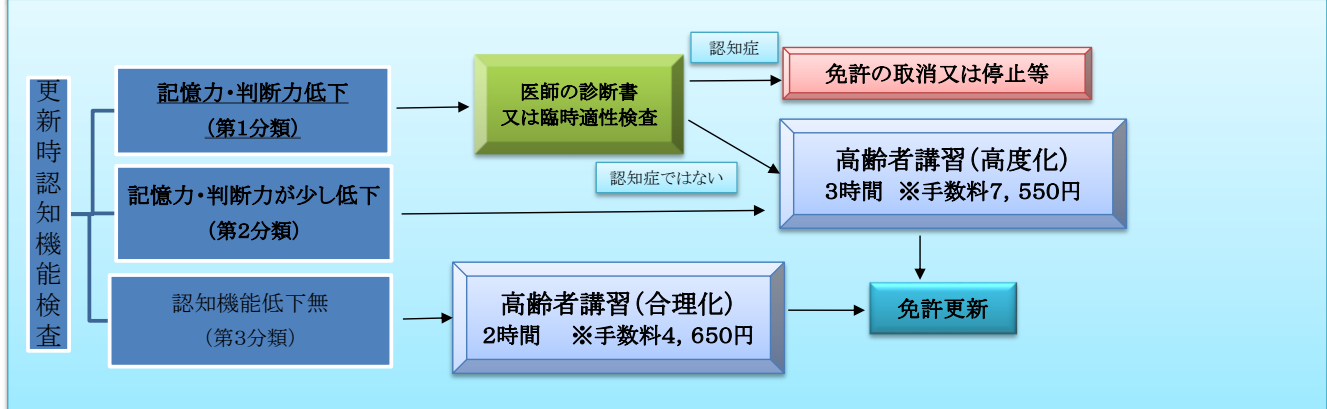 更新時認知機能検査
記憶力・判断力低下
(第1分類)
医師の診断書
又は臨時適性検査
認知症
免許の取消又は停止等
認知症ではない
高齢者講習(高度化)
3時間 ※手数料7,550円
記憶力・判断力が少し低下
(第2分類)
認知機能低下無
(第3分類)
高齢者講習(合理化)
2時間 ※手数料4,650円
免許更新